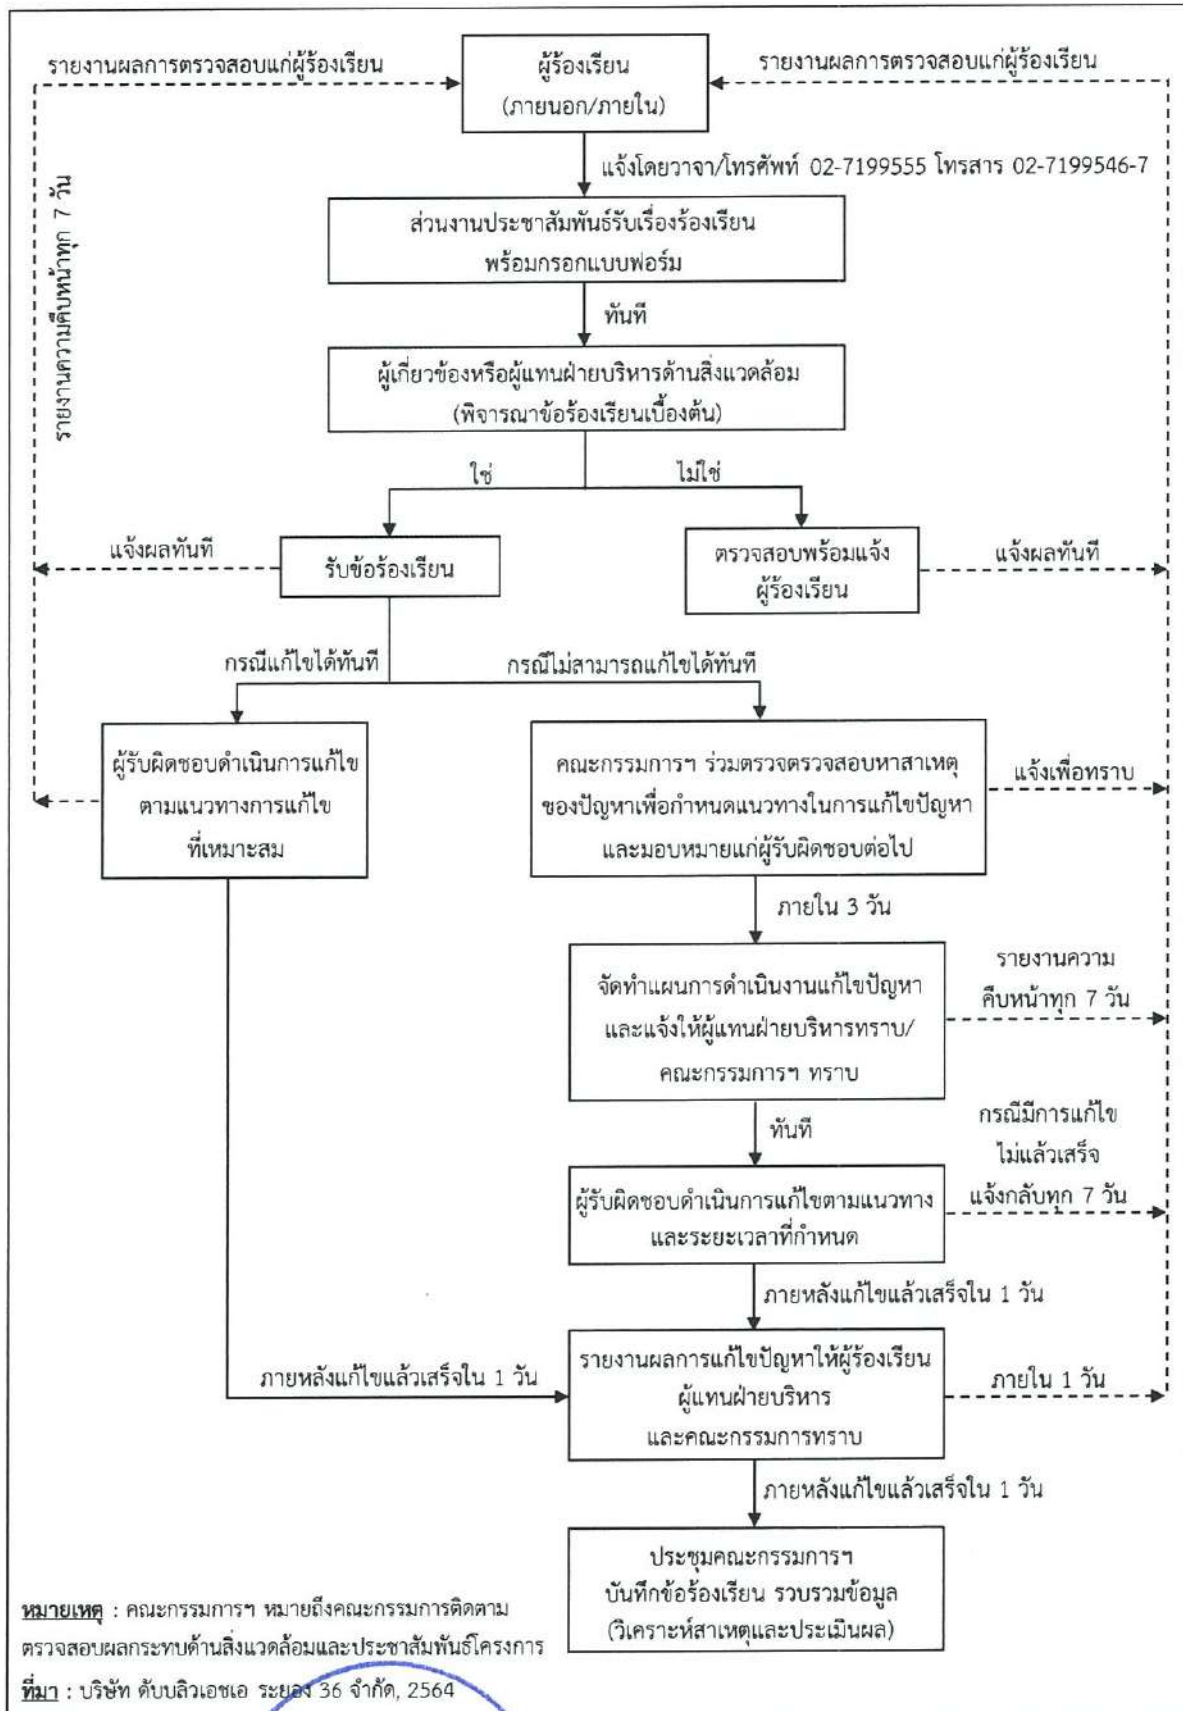 รายงานผลการตรวจสอบแก่ผู้ร้องเรียน
ผู้ร้องเรียน
(ภายนอก/ภายใน)
รายงานผลการตรวจสอบแก่ผู้ร้องเรียน
แจ้งโดยวาจา/โทรศัพท์ 02-7199555 โทรสาร 02-7199546-7
รายงานความคืบหน้าทุก 7 วัน
ส่วนงานประชาสัมพันธ์รับเรื่องร้องเรียน
พร้อมกรอกแบบฟอร์ม
ทันที
ผู้เกี่ยวข้องหรือผู้แทนฝ่ายบริหารด้านสิ่งแวดล้อม
(พิจารณาข้อร้องเรียนเบื้องต้น)
ใช่
ไม่ใช่
แจ้งผลทันที
รับข้อร้องเรียน
ตรวจสอบพร้อมแจ้ง
ผู้ร้องเรียน
แจ้งผลทันที
กรณีแก้ไขได้ทันที
กรณีไม่สามารถแก้ไขได้ทันที
ผู้รับผิดชอบดำเนินการแก้ไข
ตามแนวทางการแก้ไข
ที่เหมาะสม
คณะกรรมการฯ ร่วมตรวจตรวจสอบหาสาเหตุ
ของปัญหาเพื่อกำหนดแนวทางในการแก้ไขปัญหา
และมอบหมายแก่ผู้รับผิดชอบต่อไป
แจ้งเพื่อทราบ
ภายใน 3 วัน
จัดทำแผนการดำเนินงานแก้ไขปัญหา
และแจ้งให้ผู้แทนฝ่ายบริหารทราบ/
คณะกรรมการฯ ทราบ
รายงานความ
คืบหน้าทุก 7 วัน
ทันที
กรณีมีการแก้ไข
ไม่แล้วเสร็จ
แจ้งกลับทุก 7 วัน
ผู้รับผิดชอบดำเนินการแก้ไขตามแนวทาง
และระยะเวลาที่กำหนด
ภายหลังแก้ไขแล้วเสร็จใน 1 วัน
ภายหลังแก้ไขแล้วเสร็จใน 1 วัน
รายงานผลการแก้ไขปัญหาให้ผู้ร้องเรียน
ผู้แทนฝ่ายบริหาร
และคณะกรรมการทราบ
ภายใน 1 วัน
ภายหลังแก้ไขแล้วเสร็จใน 1 วัน
ประชุมคณะกรรมการฯ
บันทึกข้อร้องเรียน รวบรวมข้อมูล
(วิเคราะห์สาเหตุและประเมินผล)
หมายเหตุ : คณะกรรมการฯ หมายถึงคณะกรรมการติดตาม
ตรวจสอบผลกระทบด้านสิ่งแวดล้อมและประชาสัมพันธ์โครงการ
ที่มา : บริษัท ดับบลิวเอชเอ ระยอง 36 จำกัด, 2564